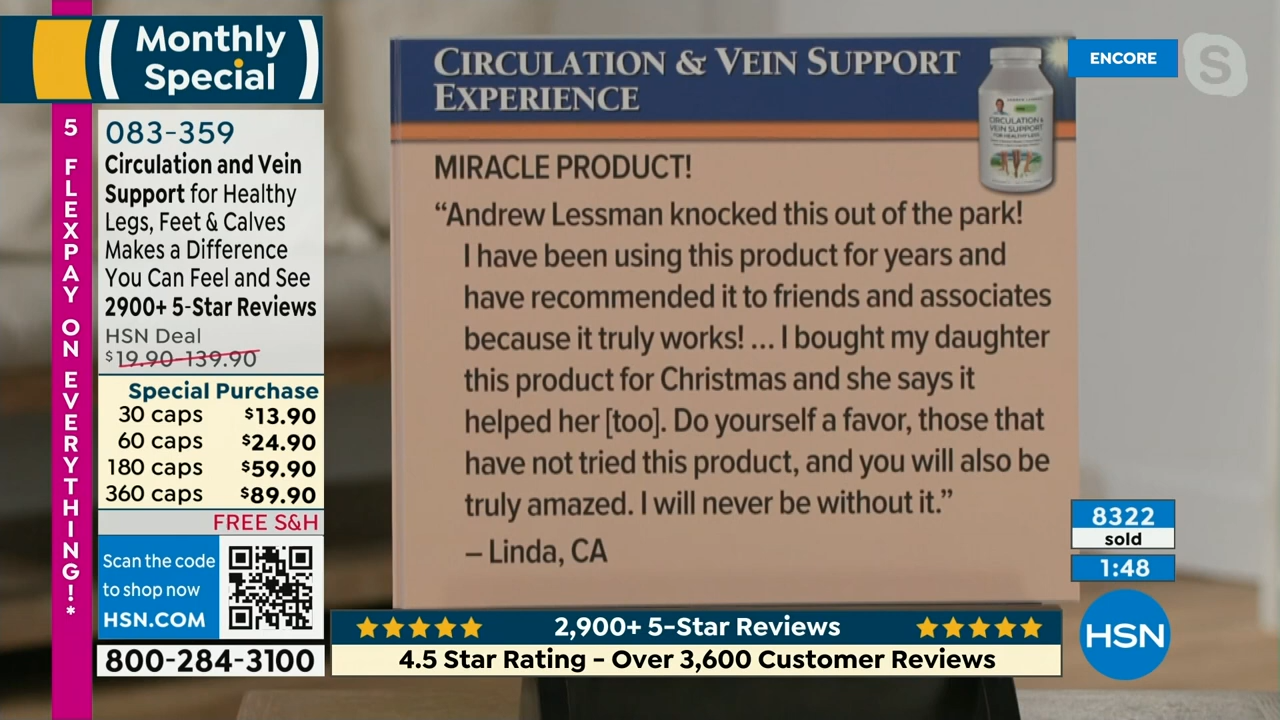 Monthly
Special
5 FLEXPAY ON EVERYTHING!*
083-359
Circulation and Vein
Support for Healthy
Legs, Feet & Calves
Makes a Difference
You Can Feel and See
2900+ 5-Star Reviews
HSN Deal
$19.90-139.90
Special Purchase
30 caps $13.90
60 caps $24.90
180 caps $59.90
360 caps $89.90
FREE S&H
Scan the code
to shop now
HSN.COM
800-284-3100
CIRCULATION & VEIN SUPPORT
EXPERIENCE
CIRCULATION &
VEIN SUPPORT
MIRACLE PRODUCT!
“Andrew Lessman knocked this out of the park!
I have been using this product for years and
have recommended it to friends and associates
because it truly works! ... I bought my daughter
this product for Christmas and she says it
helped her [too]. Do yourself a favor, those that
have not tried this product, and you will also be
truly amazed. I will never be without it.”
– Linda, CA
ENCORE
S
8322
sold
1:48
HSN
2,900+ 5-Star Reviews
4.5 Star Rating – Over 3,600 Customer Reviews